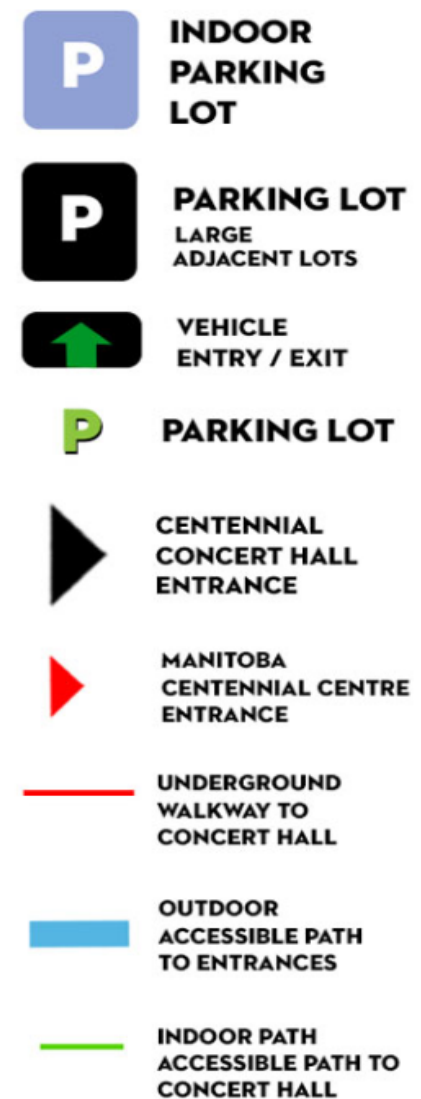 P
INDOOR
PARKING
LOT
P
PARKING LOT
LARGE
ADJACENT LOTS
VEHICLE
ENTRY / EXIT
P
PARKING LOT
CENTENNIAL
CONCERT HALL
ENTRANCE
MANITOBA
CENTENNIAL CENTRE
ENTRANCE
UNDERGROUND
WALKWAY TO
CONCERT HALL
OUTDOOR
ACCESSIBLE PATH
TO ENTRANCES
INDOOR PATH
ACCESSIBLE PATH TO
CONCERT HALL